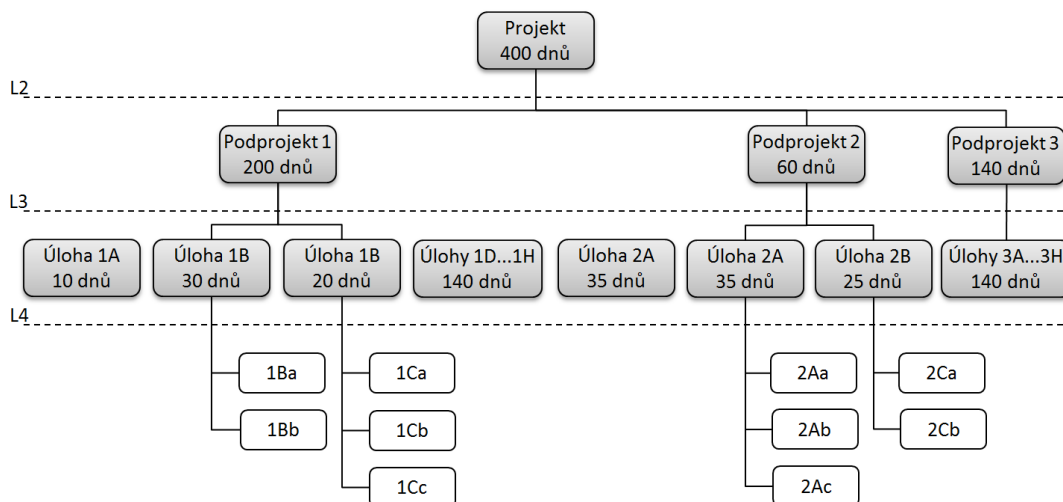 Projekt
400 dnů
L2
Podprojekt 1
200 dnů
Podprojekt 2
60 dnů
Podprojekt 3
140 dnů
L3
Úloha 1A
10 dnů
Úloha 1B
30 dnů
Úloha 1B
20 dnů
Úlohy 1D...1H
140 dnů
Úloha 2A
35 dnů
Úloha 2A
35 dnů
Úloha 2B
25 dnů
Úlohy 3A...3H
140 dnů
L4
1Ba
1Ca
2Aa
2Ca
1Bb
1Cb
2Ab
2Cb
1Cc
2Ac